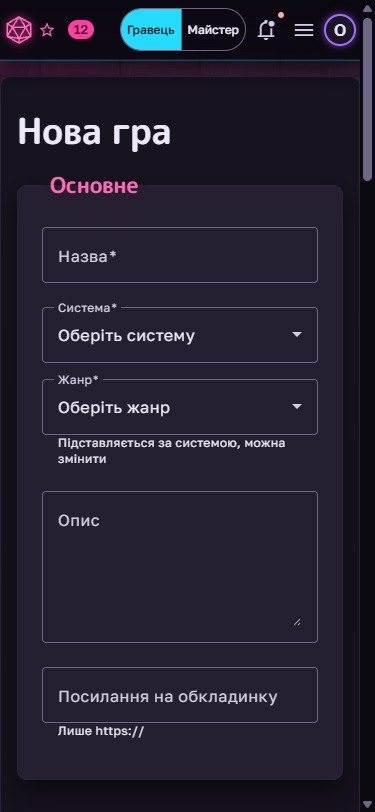 12
Гравець
Майстер
O
Нова гра
Основне
Назва*
Система*
Оберіть систему
Жанр*
Оберіть жанр
Підставляється за системою, можна
змінити
Опис
Посилання на обкладинку
Лише https://